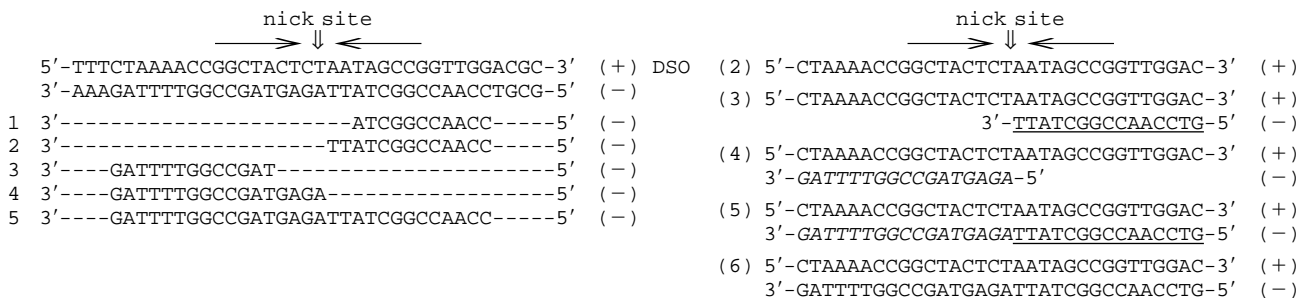 nick site
⇓
5′-TTTCTAAAACCGGCTACTCTAATAGCCGGTTGGACGC-3′ (+) DSO
3′-AAAGATTTTGGCCGATGAGATTATCGGCCAACCTGCG-5′ (−)
1 3′-----------------------ATCGGCCAACC-----5′ (−)
2 3′---------------------TTATCGGCCAACC-----5′ (−)
3 3′----GATTTTGGCCGAT----------------------5′ (−)
4 3′----GATTTTGGCCGATGAGA------------------5′ (−)
5 3′----GATTTTGGCCGATGAGATTATCGGCCAACC-----5′ (−)
nick site
⇓
(2) 5′-CTAAAACCGGCTACTCTAATAGCCGGTTGGAC-3′ (+)
(3) 5′-CTAAAACCGGCTACTCTAATAGCCGGTTGGAC-3′ (+)
3′-TTATCGGCCAACCTG-5′ (−)
(4) 5′-CTAAAACCGGCTACTCTAATAGCCGGTTGGAC-3′ (+)
3′-GATTTTGGCCGATGAGA-5′ (−)
(5) 5′-CTAAAACCGGCTACTCTAATAGCCGGTTGGAC-3′ (+)
3′-GATTTTGGCCGATGAGATTATCGGCCAACCTG-5′ (−)
(6) 5′-CTAAAACCGGCTACTCTAATAGCCGGTTGGAC-3′ (+)
3′-GATTTTGGCCGATGAGATTATCGGCCAACCTG-5′ (−)